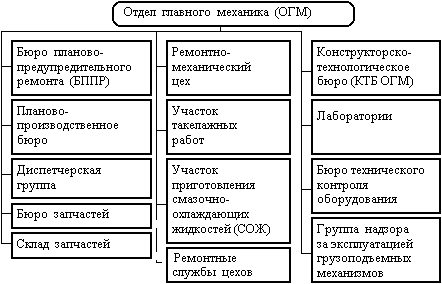 Отдел главного механика (ОГМ)
Бюро планово-
предупредительного
ремонта (БППР)
Планово-
производственное
бюро
Диспетчерская
группа
Бюро запчастей
Склад запчастей
Ремонтно-
механический
цех
Участок
такелажных
работ
Участок
приготовления
смазочно-
охлаждающих
жидкостей (СОЖ)
Ремонтные
службы цехов
Конструкторско-
технологическое
бюро (КТБ ОГМ)
Лаборатории
Бюро технического
контроля
оборудования
Группа надзора
за эксплуатацией
грузоподъемных
механизмов